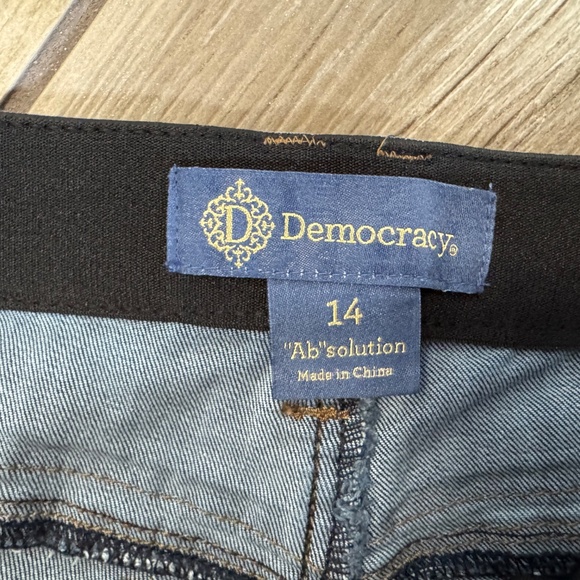 D Democracy®
14
"Ab"solution
Made in China